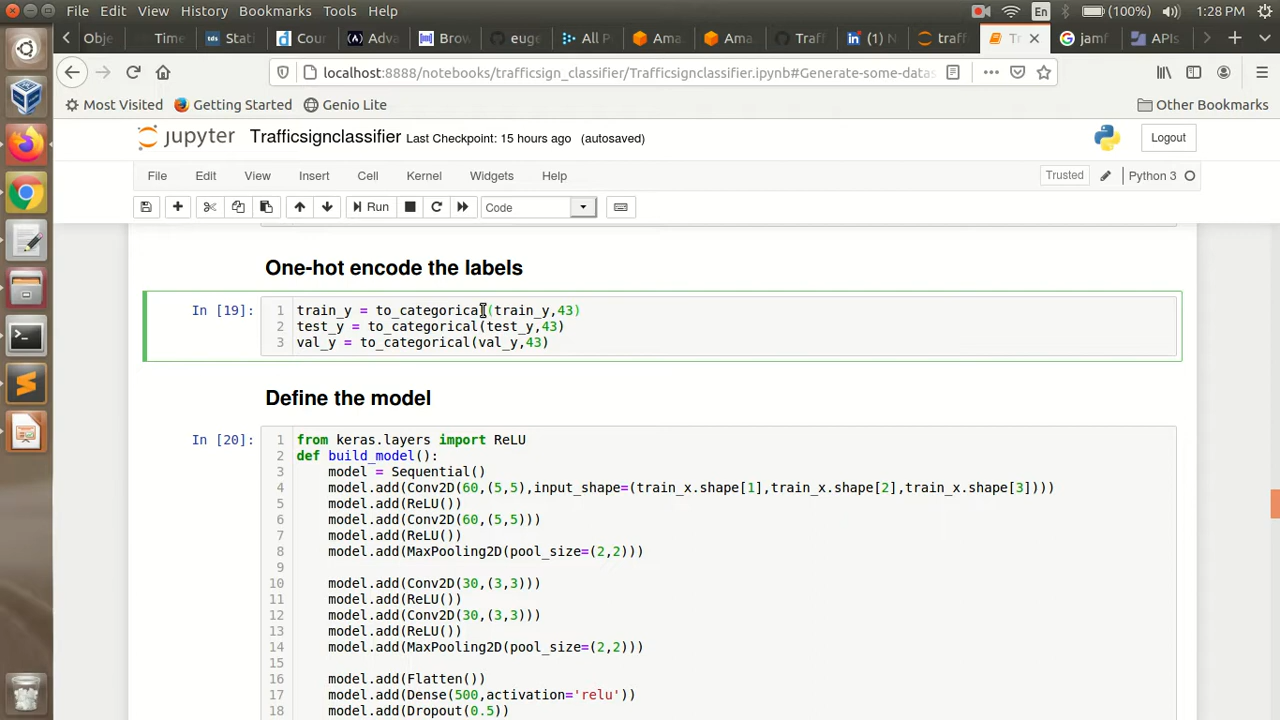 File Edit View History Bookmarks Tools Help
En (100%) 1:28 PM
Obje Time tds Stati Cour Adva Brow euge All P Ama Ama Traff (1) N traff Tr jamf APIs
localhost:8888/notebooks/trafficsign_classifier/Trafficsignclassifier.ipynb#Generate-some-datas
Most Visited Getting Started Genio Lite Other Bookmarks
jupyter Trafficsignclassifier Last Checkpoint: 15 hours ago (autosaved) Logout
File Edit View Insert Cell Kernel Widgets Help Trusted Python 3
Run Code
One-hot encode the labels
In [19]: 1 train_y = to_categorical(train_y,43)
2 test_y = to_categorical(test_y,43)
3 val_y = to_categorical(val_y,43)
Define the model
In [20]: 1 from keras.layers import ReLU
2 def build_model():
3 model = Sequential()
4 model.add(Conv2D(60,(5,5),input_shape=(train_x.shape[1],train_x.shape[2],train_x.shape[3])))
5 model.add(ReLU())
6 model.add(Conv2D(60,(5,5)))
7 model.add(ReLU())
8 model.add(MaxPooling2D(pool_size=(2,2)))
9
10 model.add(Conv2D(30,(3,3)))
11 model.add(ReLU())
12 model.add(Conv2D(30,(3,3)))
13 model.add(ReLU())
14 model.add(MaxPooling2D(pool_size=(2,2)))
15
16 model.add(Flatten())
17 model.add(Dense(500,activation='relu'))
18 model.add(Dropout(0.5))